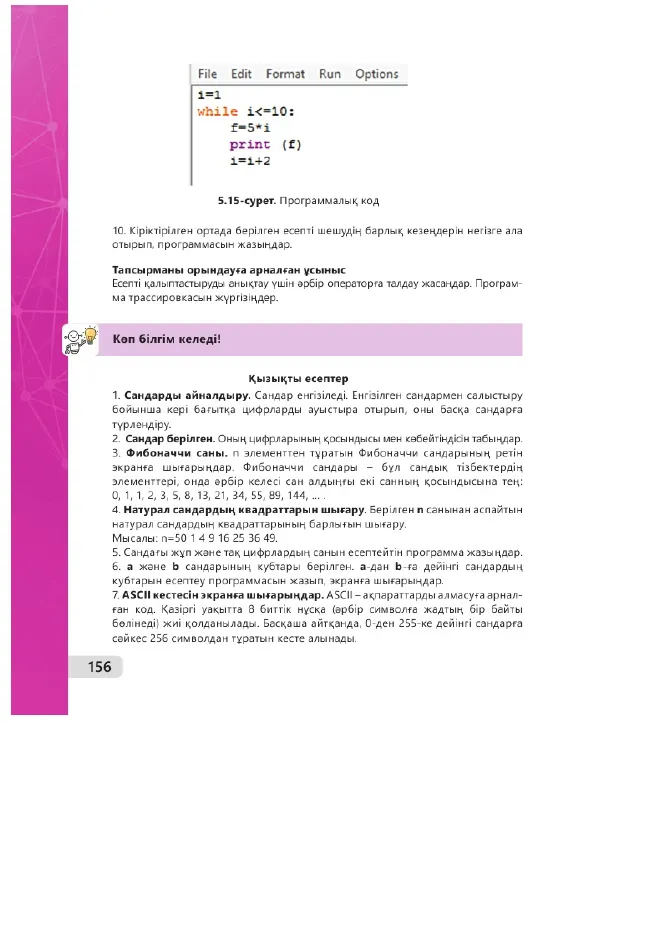 File Edit Format Run Options
i=1
while i<=10:
f=5*i
print (f)
i=i+2
5.15-сурет. Программалық код
10. Кіріктірілген ортада берілген есепті шешудің барлық кезеңдерін негізге ала
отырып, программасын жазыңдар.
Тапсырманы орындауға арналған ұсыныс
Есепті қалыптастыруды анықтау үшін әрбір операторға талдау жасаңдар. Програм-
ма трассировкасын жүргізіңдер.
Көп білгім келеді!
Қызықты есептер
1. Сандарды айналдыру. Сандар енгізіледі. Енгізілген сандармен салыстыру
бойынша кері бағытқа цифрларды ауыстыра отырып, оны басқа сандарға
түрлендіру.
2. Сандар берілген. Оның цифрларының қосындысы мен көбейтіндісін табыңдар.
3. Фибоначчи саны. n элементтен тұратын Фибоначчи сандарының ретін
экранға шығарыңдар. Фибоначчи сандары – бұл сандық тізбектердің
элементтері, онда әрбір келесі сан алдыңғы екі санның қосындысына тең:
0, 1, 1, 2, 3, 5, 8, 13, 21, 34, 55, 89, 144, ... .
4. Натурал сандардың квадраттарын шығару. Берілген n санынан аспайтын
натурал сандардың квадраттарының барлығын шығару.
Мысалы: n=50 1 4 9 16 25 36 49.
5. Сандағы жұп және тақ цифрлардың санын есептейтін программа жазыңдар.
6. a және b сандарының кубтары берілген. a-дан b-ға дейінгі сандардың
кубтарын есептеу программасын жазып, экранға шығарыңдар.
7. ASCII кестесін экранға шығарыңдар. ASCII – ақпараттарды алмасуға арнал-
ған код. Қазіргі уақытта 8 биттік нұсқа (әрбір символға жадтың бір байты
бөлінеді) жиі қолданылады. Басқаша айтқанда, 0-ден 255-ке дейінгі сандарға
сәйкес 256 символдан тұратын кесте алынады.
156